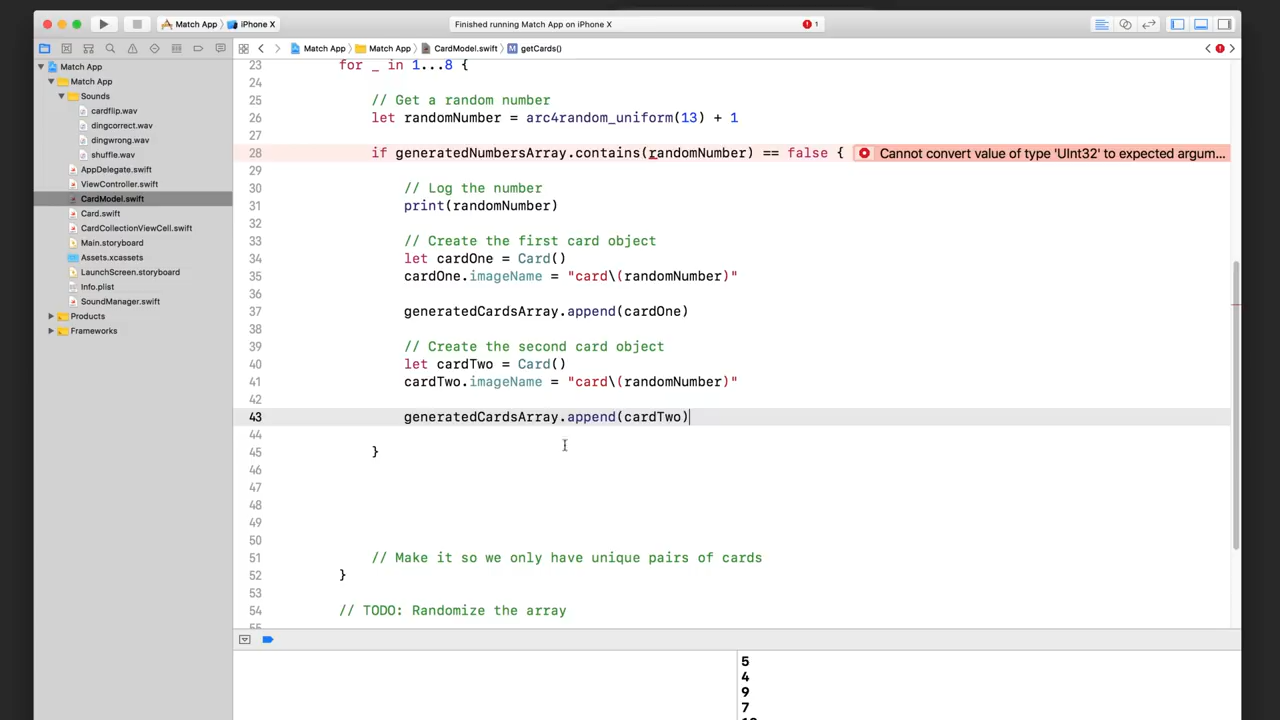 Match App
iPhone X
Finished running Match App on iPhone X
1
Match App
Match App
CardModel.swift
M
getCards()
Match App
Match App
Sounds
cardflip.wav
dingcorrect.wav
dingwrong.wav
shuffle.wav
AppDelegate.swift
ViewController.swift
CardModel.swift
Card.swift
CardCollectionViewCell.swift
Main.storyboard
Assets.xcassets
LaunchScreen.storyboard
Info.plist
SoundManager.swift
Products
Frameworks
23 for _ in 1...8 {
24
25 // Get a random number
26 let randomNumber = arc4random_uniform(13) + 1
27
28 if generatedNumbersArray.contains(randomNumber) == false { Cannot convert value of type 'UInt32' to expected argum...
29
30 // Log the number
31 print(randomNumber)
32
33 // Create the first card object
34 let cardOne = Card()
35 cardOne.imageName = "card\(randomNumber)"
36
37 generatedCardsArray.append(cardOne)
38
39 // Create the second card object
40 let cardTwo = Card()
41 cardTwo.imageName = "card\(randomNumber)"
42
43 generatedCardsArray.append(cardTwo)
44
45 }
46
47
48
49
50
51 // Make it so we only have unique pairs of cards
52 }
53
54 // TODO: Randomize the array
55
5
4
9
7